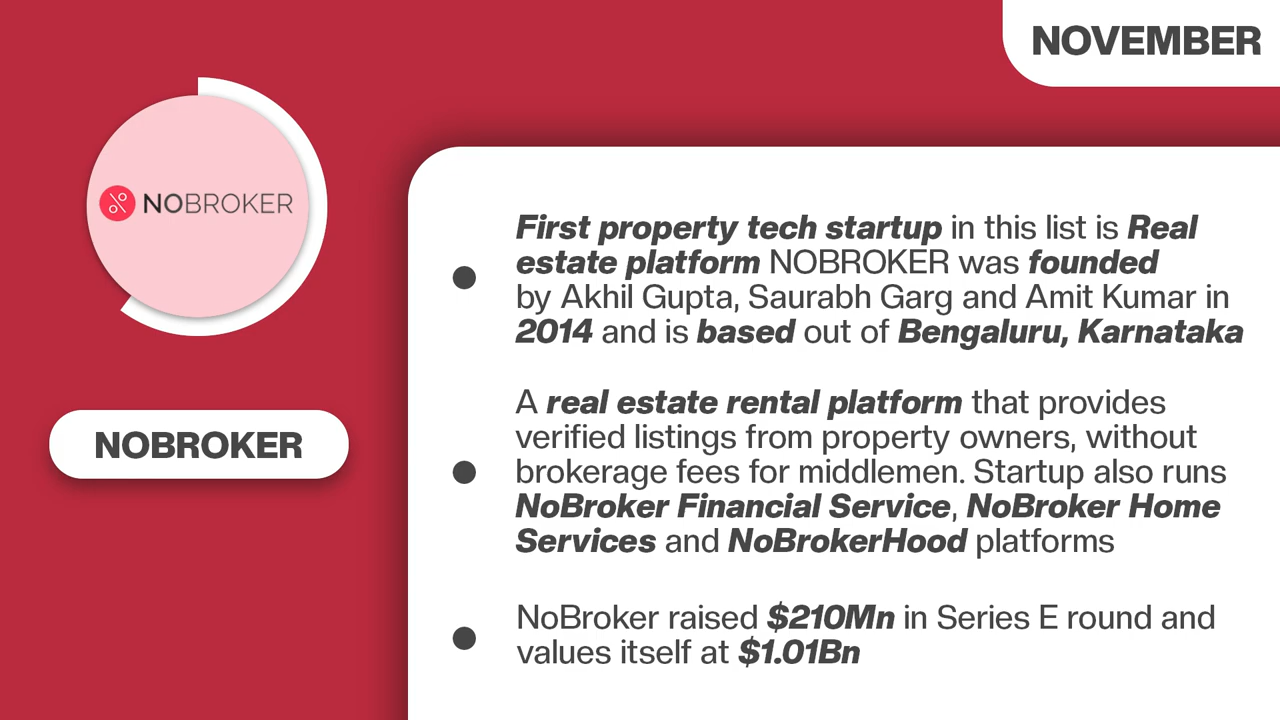 NOVEMBER
NOBROKER
NOBROKER
First property tech startup in this list is Real
estate platform NOBROKER was founded
by Akhil Gupta, Saurabh Garg and Amit Kumar in
2014 and is based out of Bengaluru, Karnataka
A real estate rental platform that provides
verified listings from property owners, without
brokerage fees for middlemen. Startup also runs
NoBroker Financial Service, NoBroker Home
Services and NoBrokerHood platforms
NoBroker raised $210Mn in Series E round and
values itself at $1.01Bn